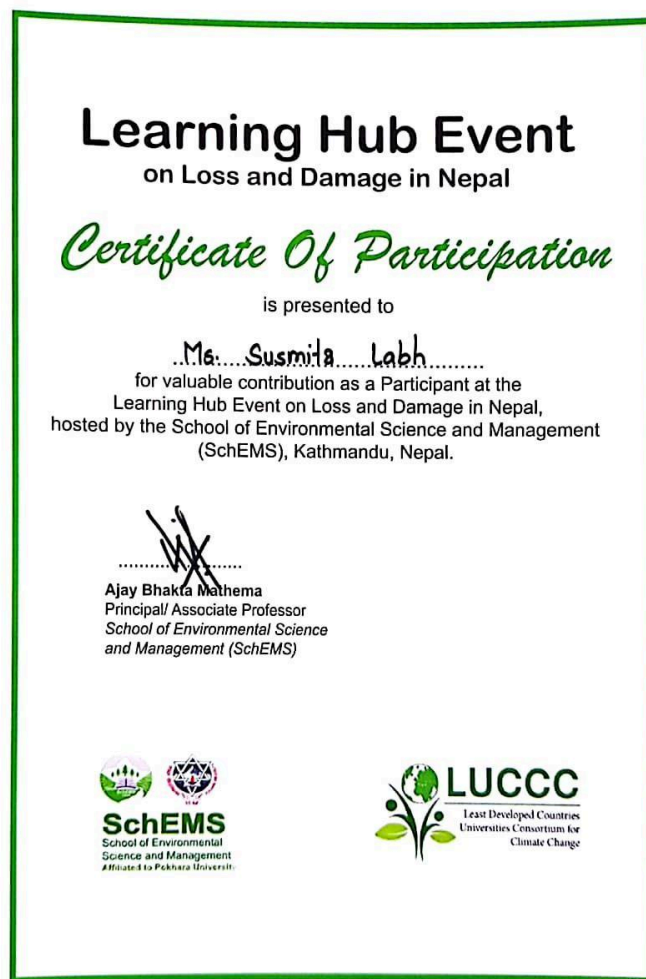 Learning Hub Event
on Loss and Damage in Nepal
Certificate Of Participation
is presented to
Ms. Susmita Labh
for valuable contribution as a Participant at the
Learning Hub Event on Loss and Damage in Nepal,
hosted by the School of Environmental Science and Management
(SchEMS), Kathmandu, Nepal.
Ajay Bhakta Mathema
Principal/ Associate Professor
School of Environmental Science
and Management (SchEMS)
SchEMS
School of Environmental
Science and Management
Affiliated to Pokhara Universit
LUCCC
Least Developed Countries
Universities Consortium for
Climate Change